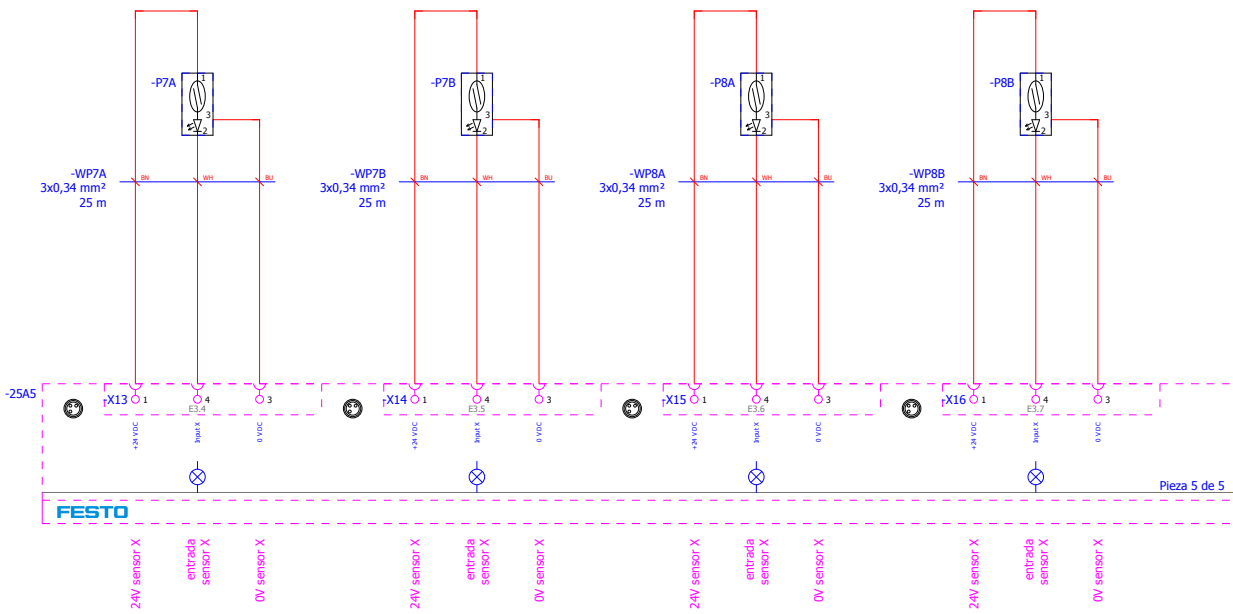 -P7A
1
3
2
-P7B
1
3
2
-P8A
1
3
2
-P8B
1
3
2
-WP7A
3x0,34 mm²
25 m
BN
WH
BU
-WP7B
3x0,34 mm²
25 m
BN
WH
BU
-WP8A
3x0,34 mm²
25 m
BN
WH
BU
-WP8B
3x0,34 mm²
25 m
BN
WH
BU
-25A5
-X13
1
4
3
E3.4
-X14
1
4
3
E3.5
-X15
1
4
3
E3.6
-X16
1
4
3
E3.7
+24 VDC
Input X
0 VDC
+24 VDC
Input X
0 VDC
+24 VDC
Input X
0 VDC
+24 VDC
Input X
0 VDC
Pieza 5 de 5
FESTO
24V sensor X
entrada
sensor X
0V sensor X
24V sensor X
entrada
sensor X
0V sensor X
24V sensor X
entrada
sensor X
0V sensor X
24V sensor X
entrada
sensor X
0V sensor X